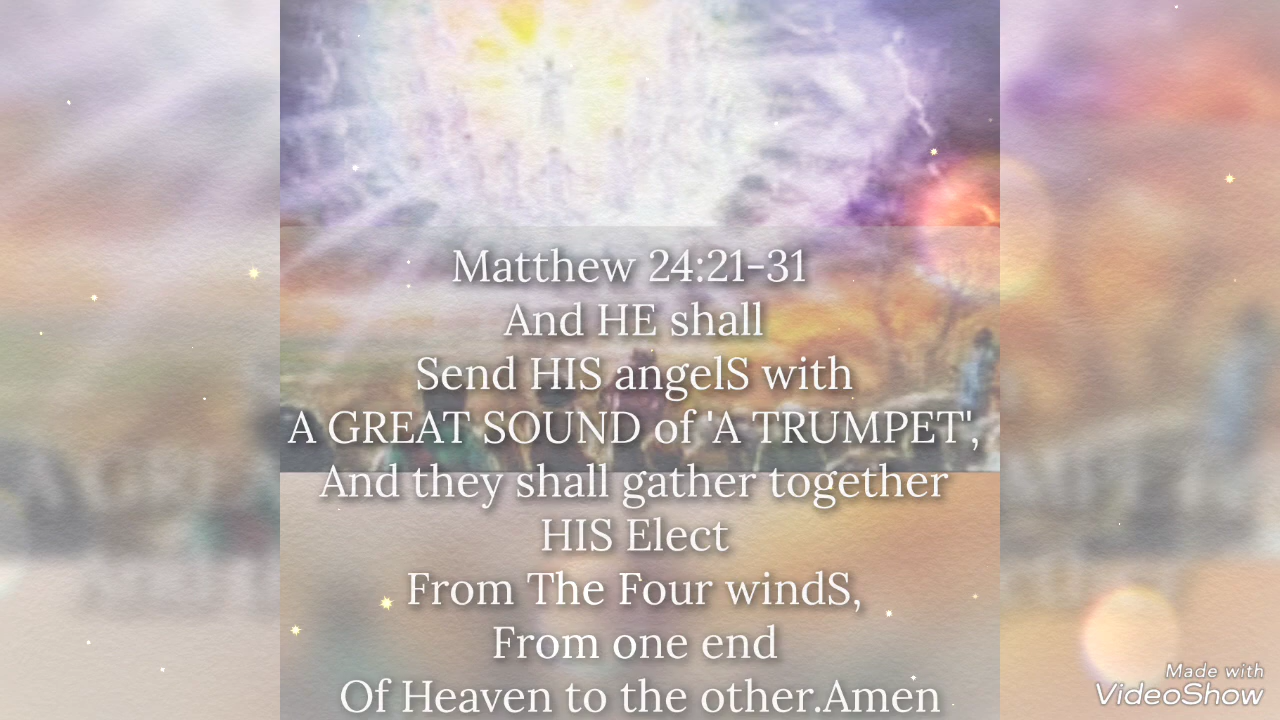 Matthew 24:21-31
And HE shall
Send HIS angelS with
A GREAT SOUND of 'A TRUMPET',
And they shall gather together
HIS Elect
From The Four windS,
From one end
Of Heaven to the other.Amen
Made with
VideoShow